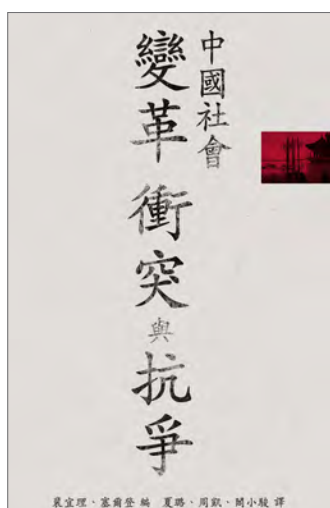 中國社會
變革 衝突 與 抗爭
裴宜理·塞爾登 編 夏璐·周凱·閻小駿 譯